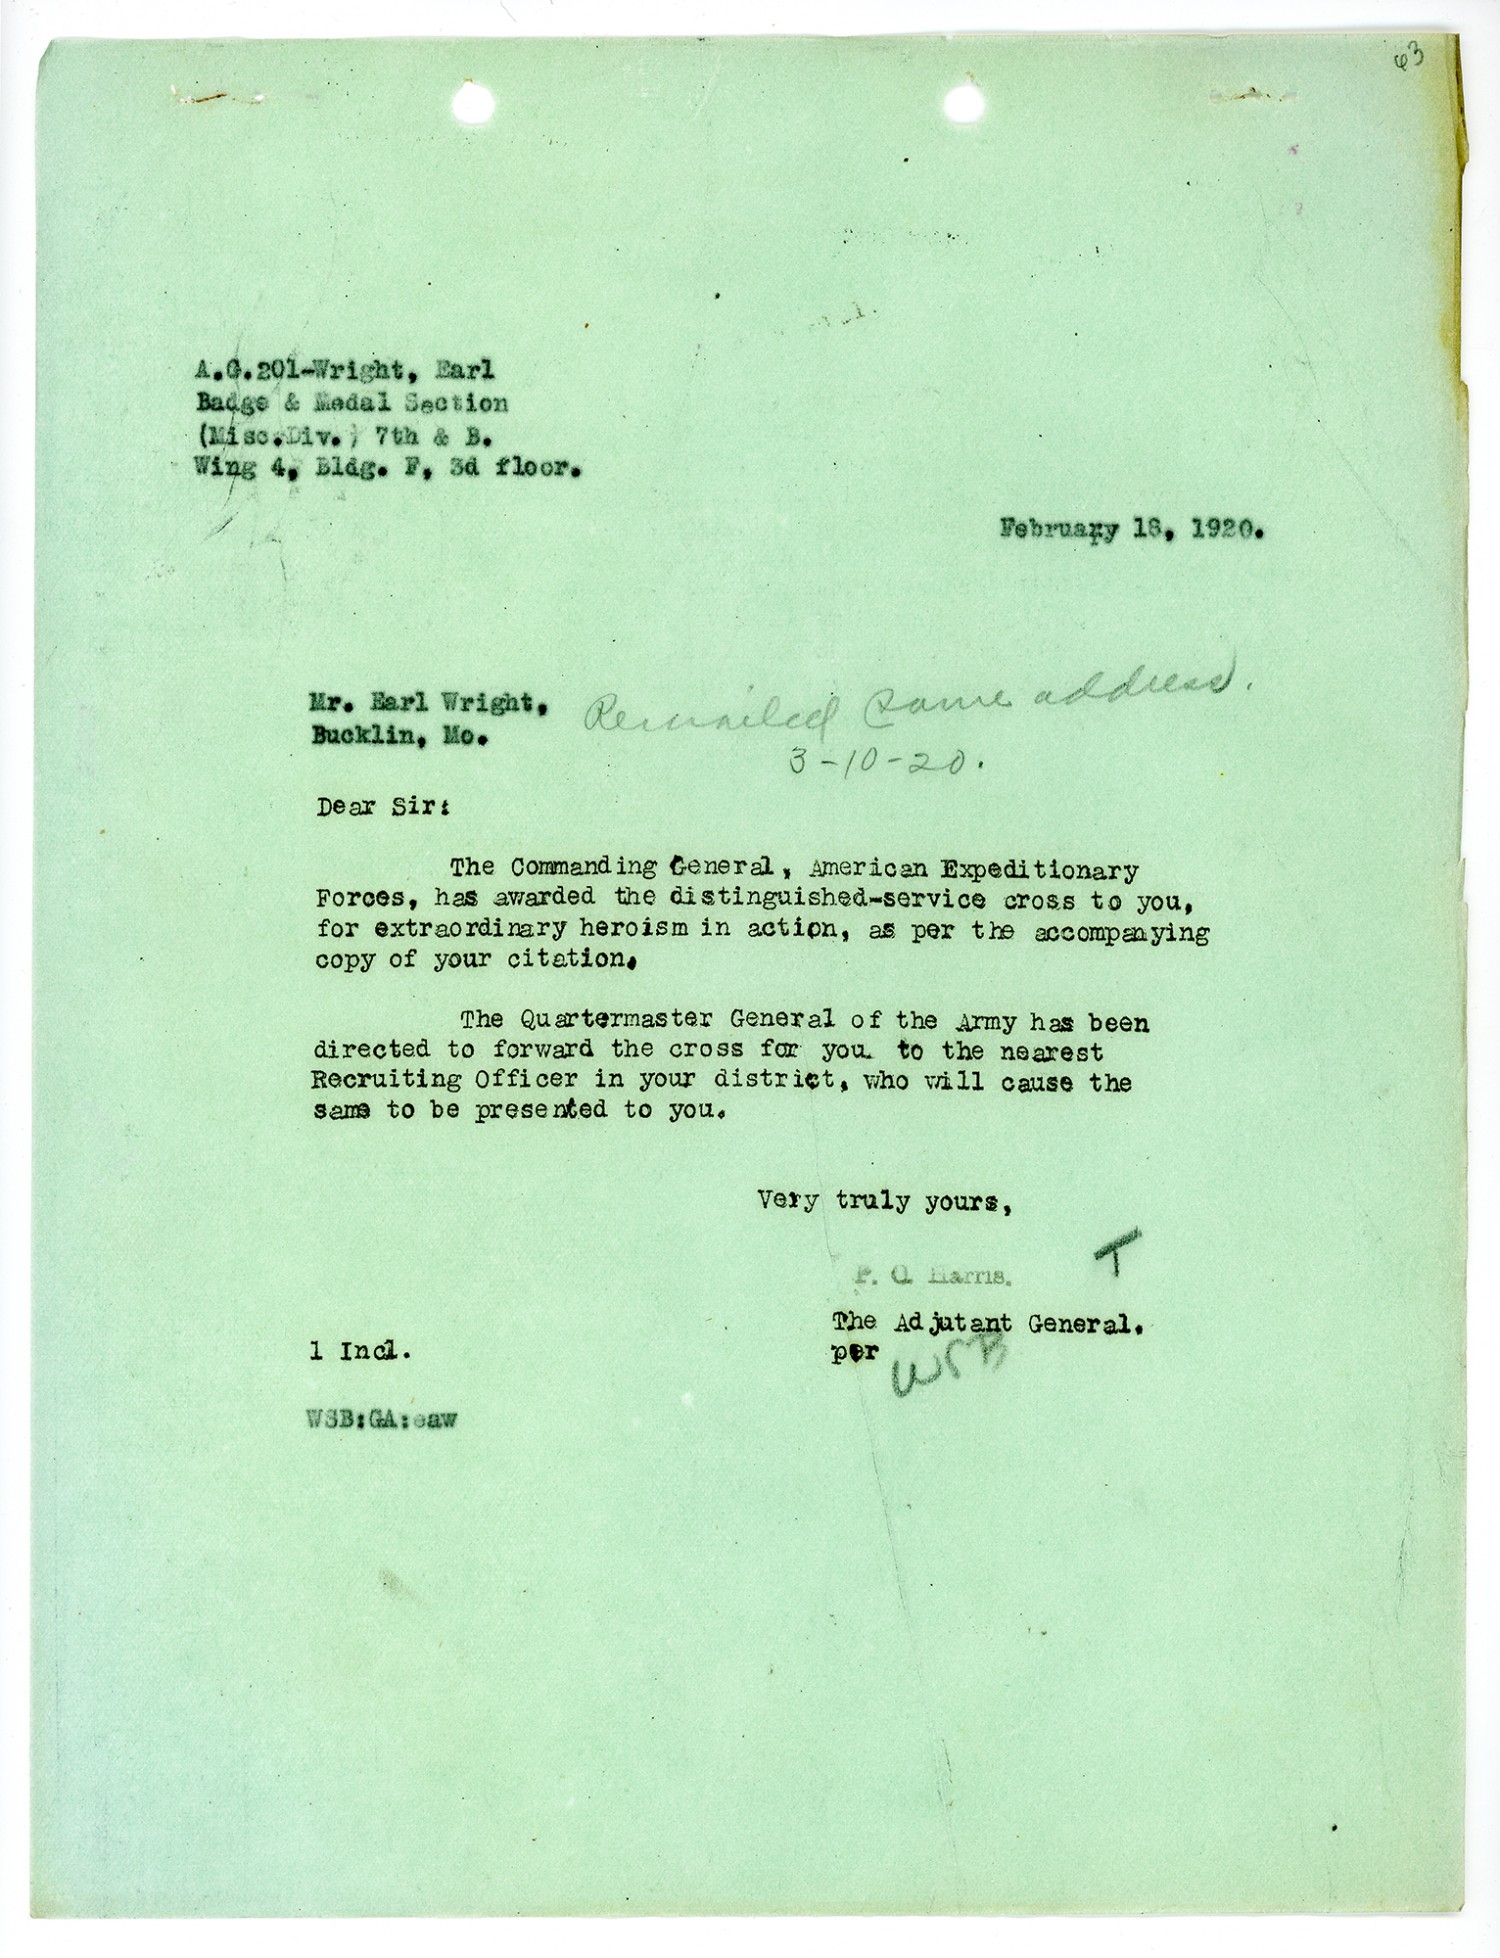 63
A.G.201-Wright, Earl
Badge & Medal Section
(Misc.Div.) 7th & B.
Wing 4, Bldg. F, 3d floor.
February 18, 1920.
Mr. Earl Wright,
Bucklin, Mo.
Remailed same address.
3-10-20.
Dear Sir:
The Commanding General, American Expeditionary
Forces, has awarded the distinguished-service cross to you,
for extraordinary heroism in action, as per the accompanying
copy of your citation.
The Quartermaster General of the Army has been
directed to forward the cross for you to the nearest
Recruiting Officer in your district, who will cause the
same to be presented to you.
Very truly yours,
T
P. C. Harris.
The Adjutant General.
per WSB
1 Incl.
WSB:GA:eaw